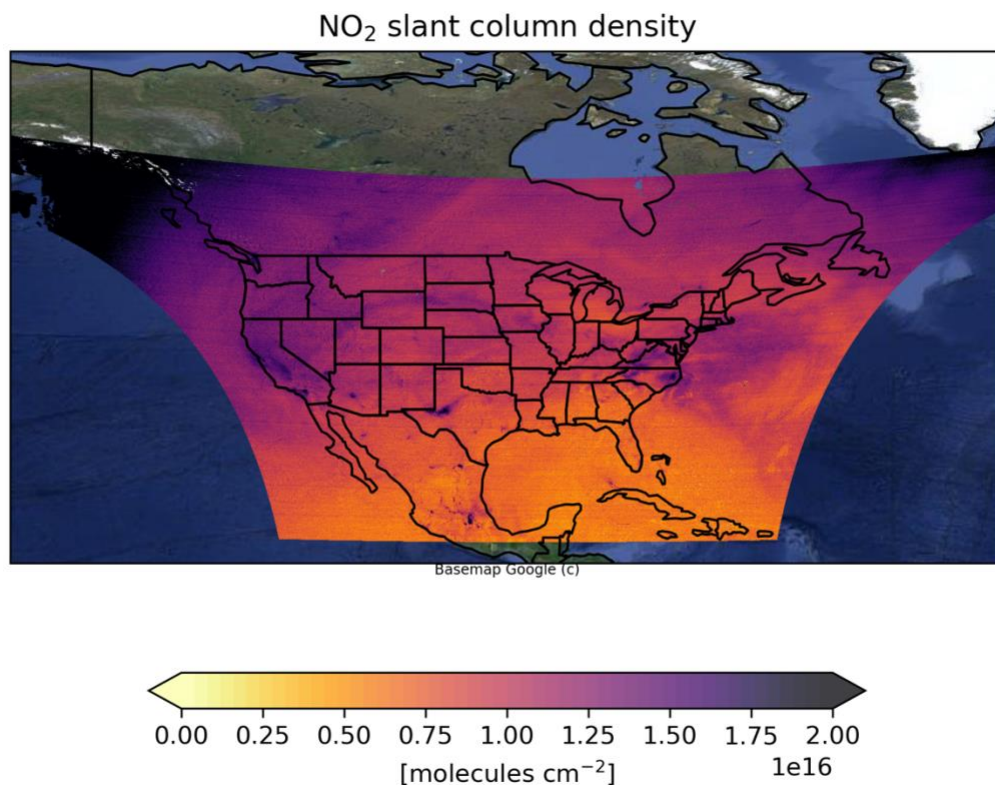 NO₂ slant column density
Basemap Google (c)
0.00 0.25 0.50 0.75 1.00 1.25 1.50 1.75 2.00
[molecules cm⁻²] 1e16